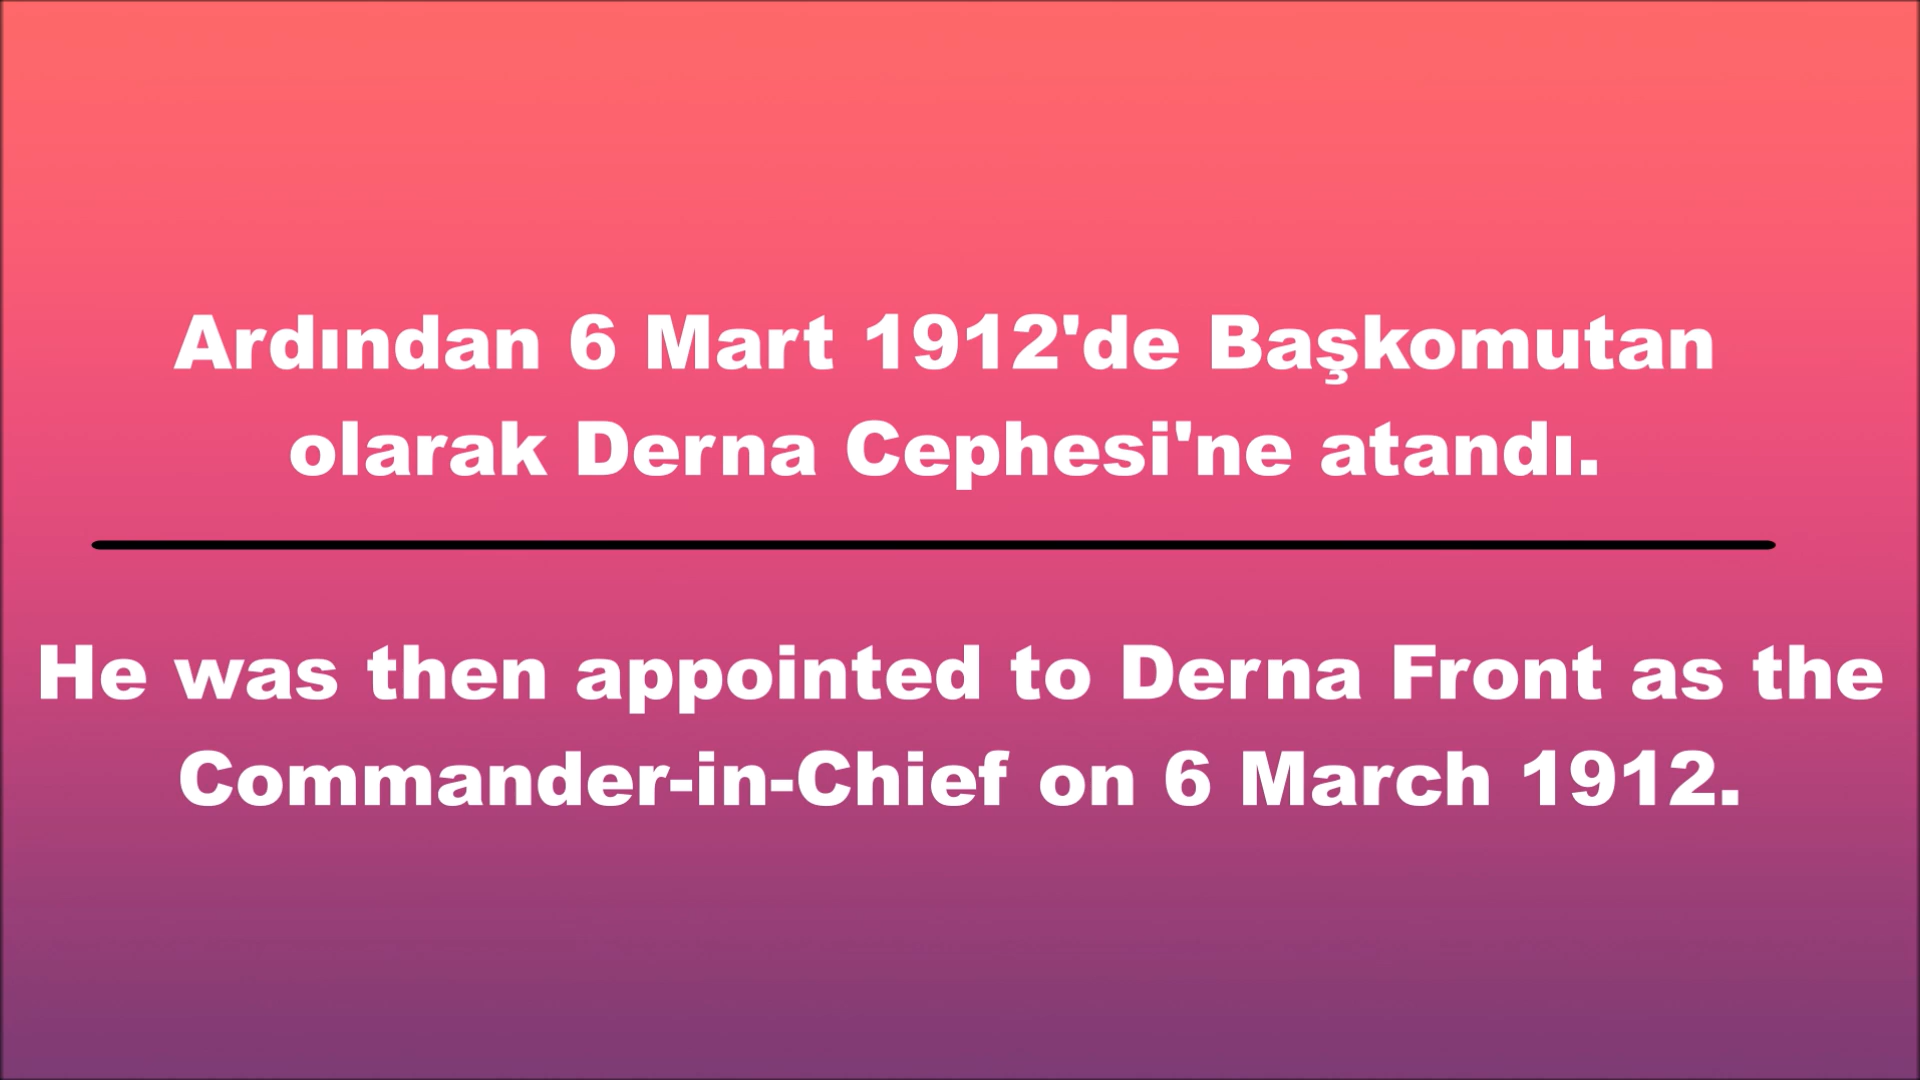 Ardından 6 Mart 1912'de Başkomutan
olarak Derna Cephesi'ne atandı.
He was then appointed to Derna Front as the
Commander-in-Chief on 6 March 1912.